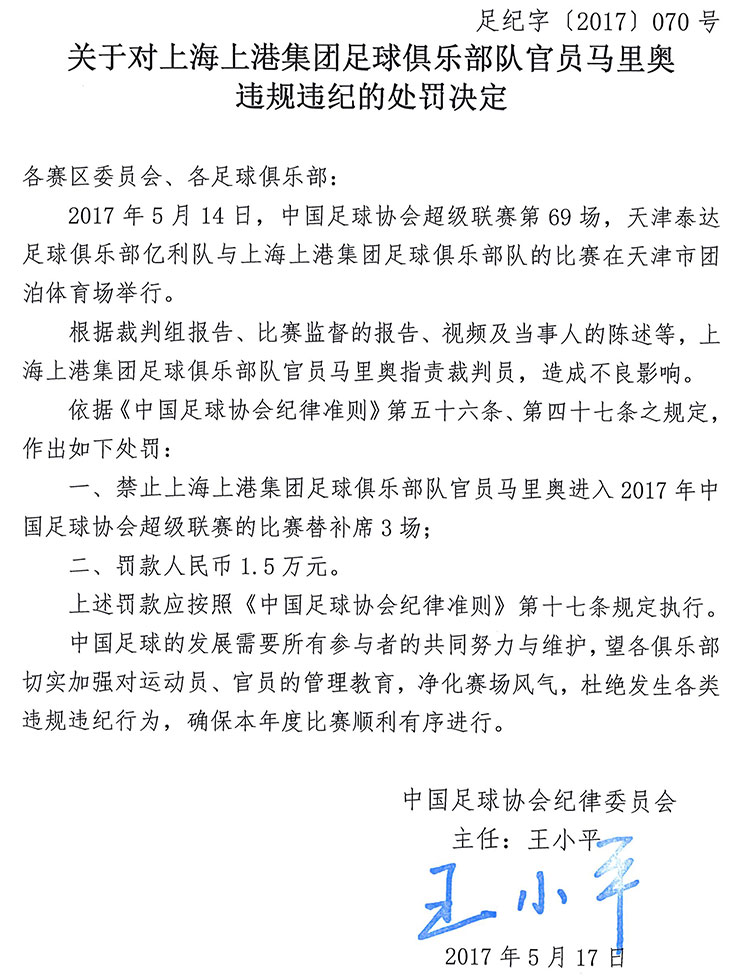 足纪字〔2017〕070 号
关于对上海上港集团足球俱乐部队官员马里奥
违规违纪的处罚决定
各赛区委员会、各足球俱乐部：
2017 年 5 月 14 日，中国足球协会超级联赛第 69 场，天津泰达
足球俱乐部亿利队与上海上港集团足球俱乐部队的比赛在天津市团
泊体育场举行。
根据裁判组报告、比赛监督的报告、视频及当事人的陈述等，上
海上港集团足球俱乐部队官员马里奥指责裁判员，造成不良影响。
依据《中国足球协会纪律准则》第五十六条、第四十七条之规定，
作出如下处罚：
一、禁止上海上港集团足球俱乐部队官员马里奥进入 2017 年中
国足球协会超级联赛的比赛替补席 3 场；
二、罚款人民币 1.5 万元。
上述罚款应按照《中国足球协会纪律准则》第十七条规定执行。
中国足球的发展需要所有参与者的共同努力与维护，望各俱乐部
切实加强对运动员、官员的管理教育，净化赛场风气，杜绝发生各类
违规违纪行为，确保本年度比赛顺利有序进行。
中国足球协会纪律委员会
主任：王小平
王小平
2017 年 5 月 17 日